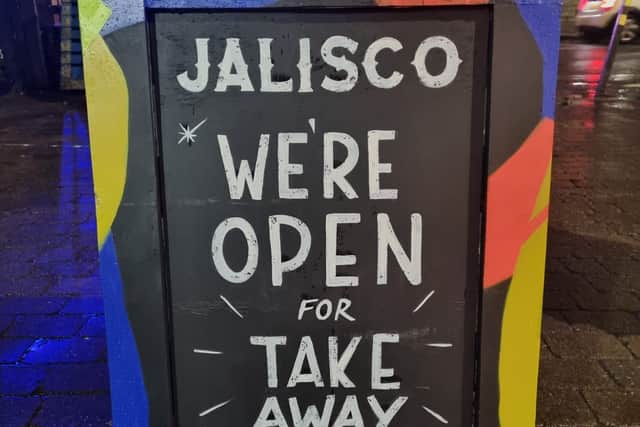 JALISCO
WE'RE
OPEN
FOR
TAKE
AWAY